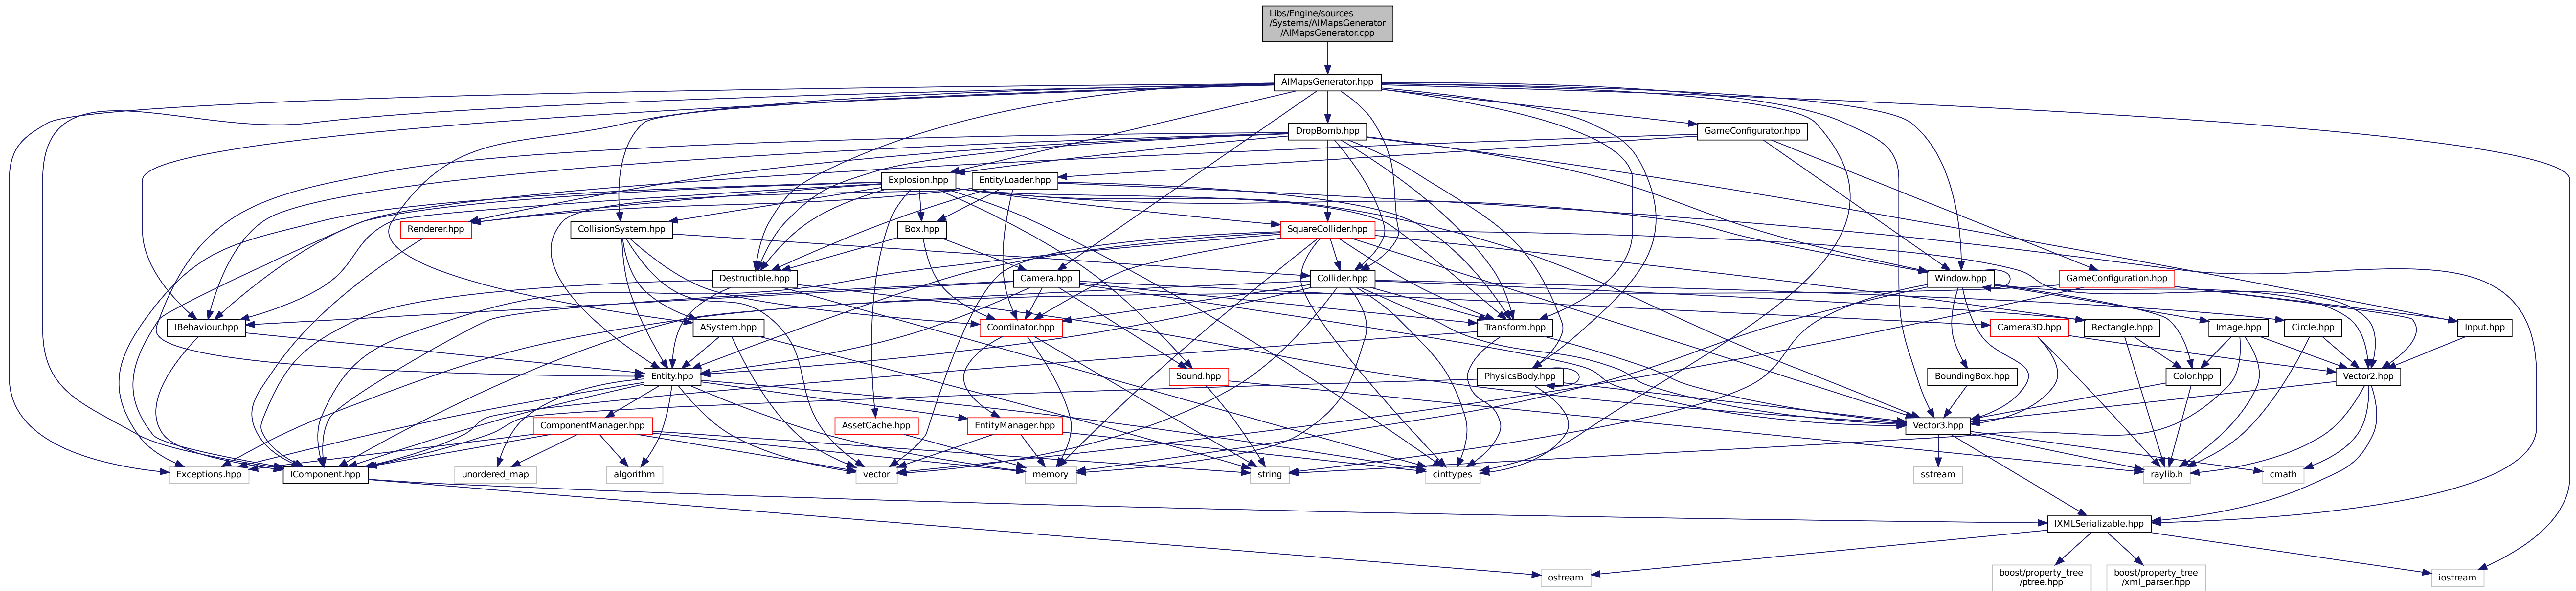 Libs/Engine/sources
/Systems/AIMapsGenerator
/AIMapsGenerator.cpp
AIMapsGenerator.hpp
DropBomb.hpp
GameConfigurator.hpp
Explosion.hpp
EntityLoader.hpp
Renderer.hpp
CollisionSystem.hpp
Box.hpp
SquareCollider.hpp
Destructible.hpp
Camera.hpp
Collider.hpp
Window.hpp
GameConfiguration.hpp
IBehaviour.hpp
ASystem.hpp
Coordinator.hpp
Transform.hpp
Camera3D.hpp
Rectangle.hpp
Image.hpp
Circle.hpp
Input.hpp
Entity.hpp
Sound.hpp
PhysicsBody.hpp
BoundingBox.hpp
Color.hpp
Vector2.hpp
ComponentManager.hpp
AssetCache.hpp
EntityManager.hpp
Vector3.hpp
Exceptions.hpp
IComponent.hpp
unordered_map
algorithm
vector
memory
string
cinttypes
sstream
raylib.h
cmath
IXMLSerializable.hpp
ostream
boost/property_tree
/ptree.hpp
boost/property_tree
/xml_parser.hpp
iostream